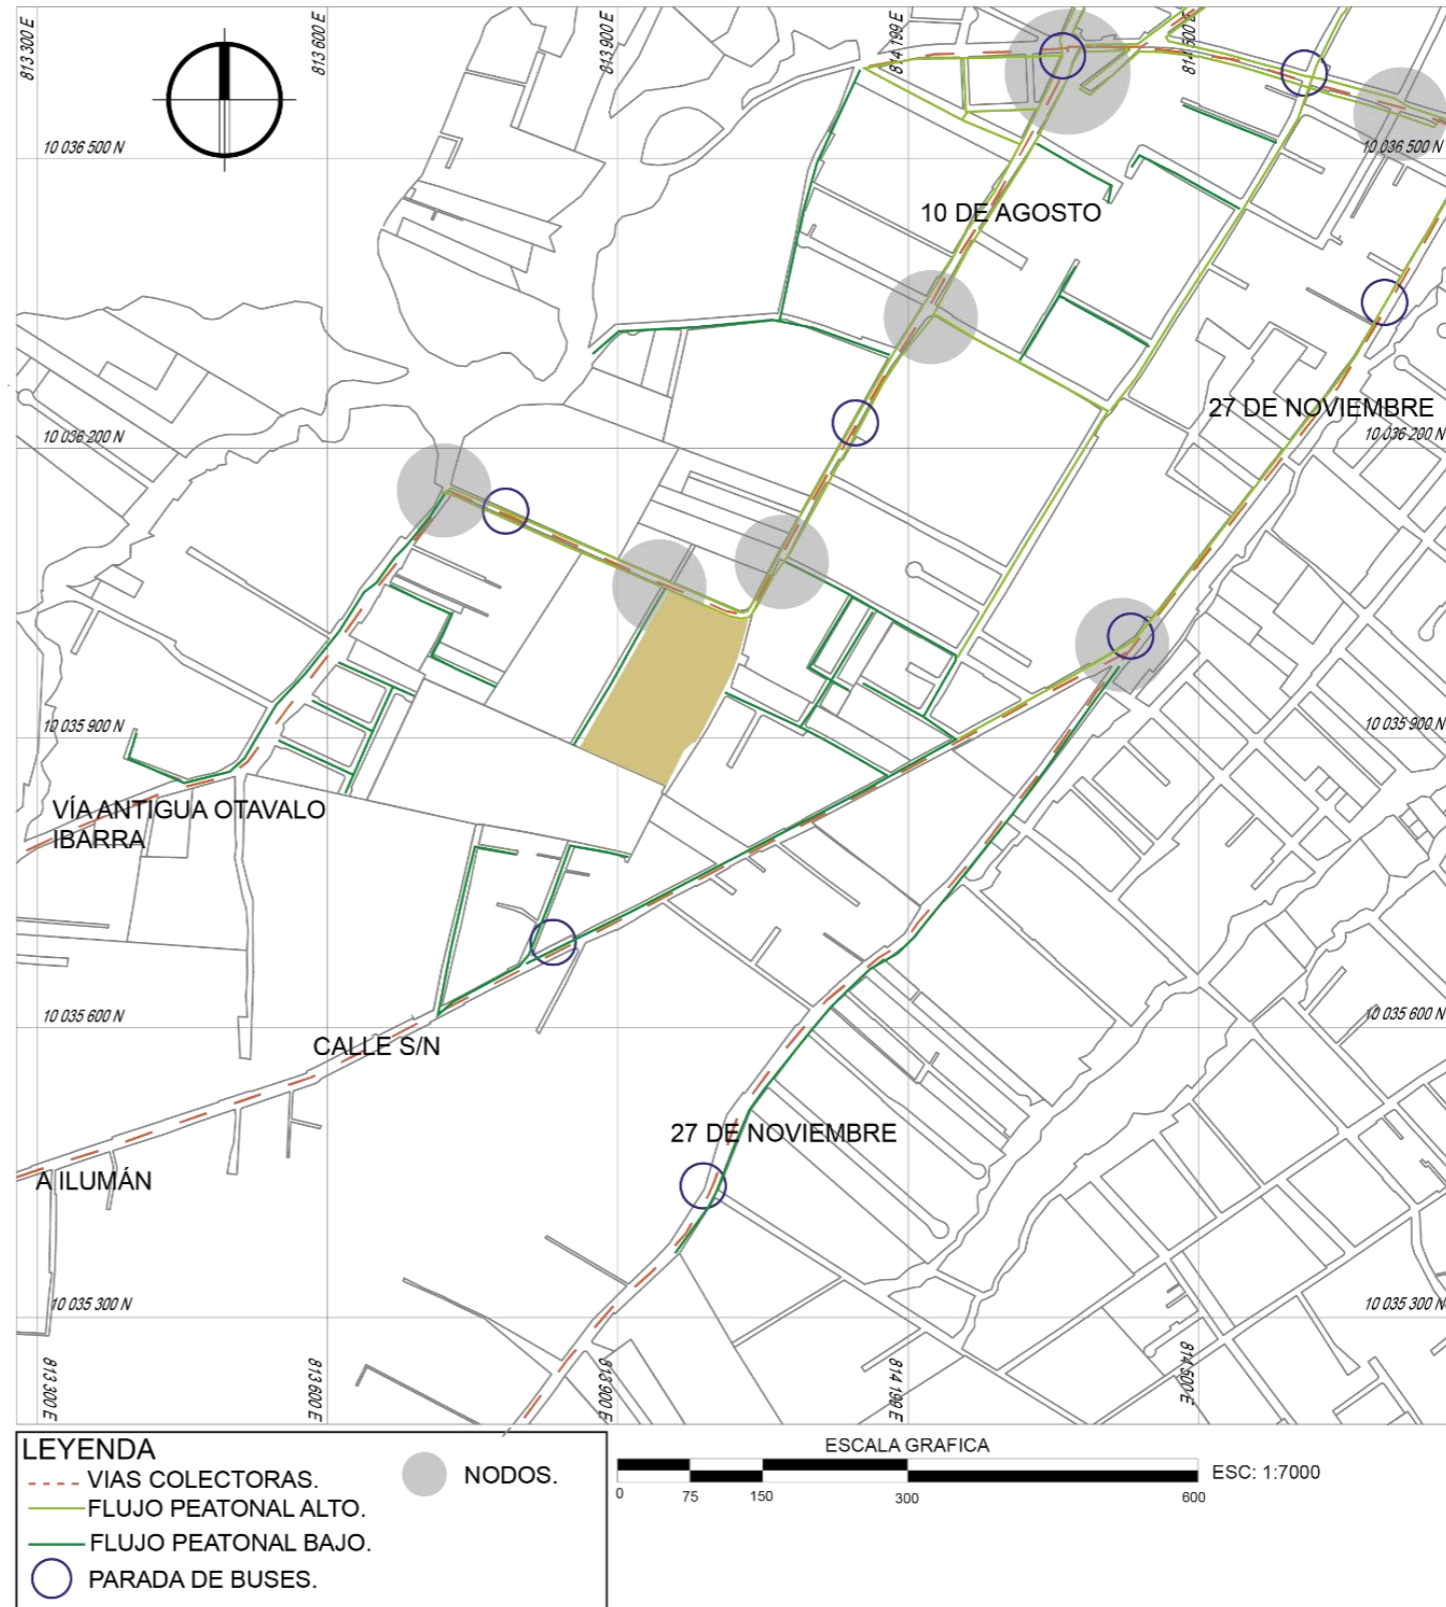 813 300 E
813 600 E
813 900 E
814 199 E
814 500 E
10 036 500 N
10 036 500 N
10 DE AGOSTO
27 DE NOVIEMBRE
10 036 200 N
10 036 200 N
10 035 900 N
10 035 900 N
VÍA ANTIGUA OTAVALO
IBARRA
10 035 600 N
10 035 600 N
CALLE S/N
27 DE NOVIEMBRE
A ILUMÁN
10 035 300 N
10 035 300 N
813 300 E
813 600 E
813 900 E
814 199 E
814 500 E
LEYENDA
VIAS COLECTORAS.
FLUJO PEATONAL ALTO.
FLUJO PEATONAL BAJO.
PARADA DE BUSES.
NODOS.
ESCALA GRAFICA
ESC: 1:7000
0 75 150 300 600